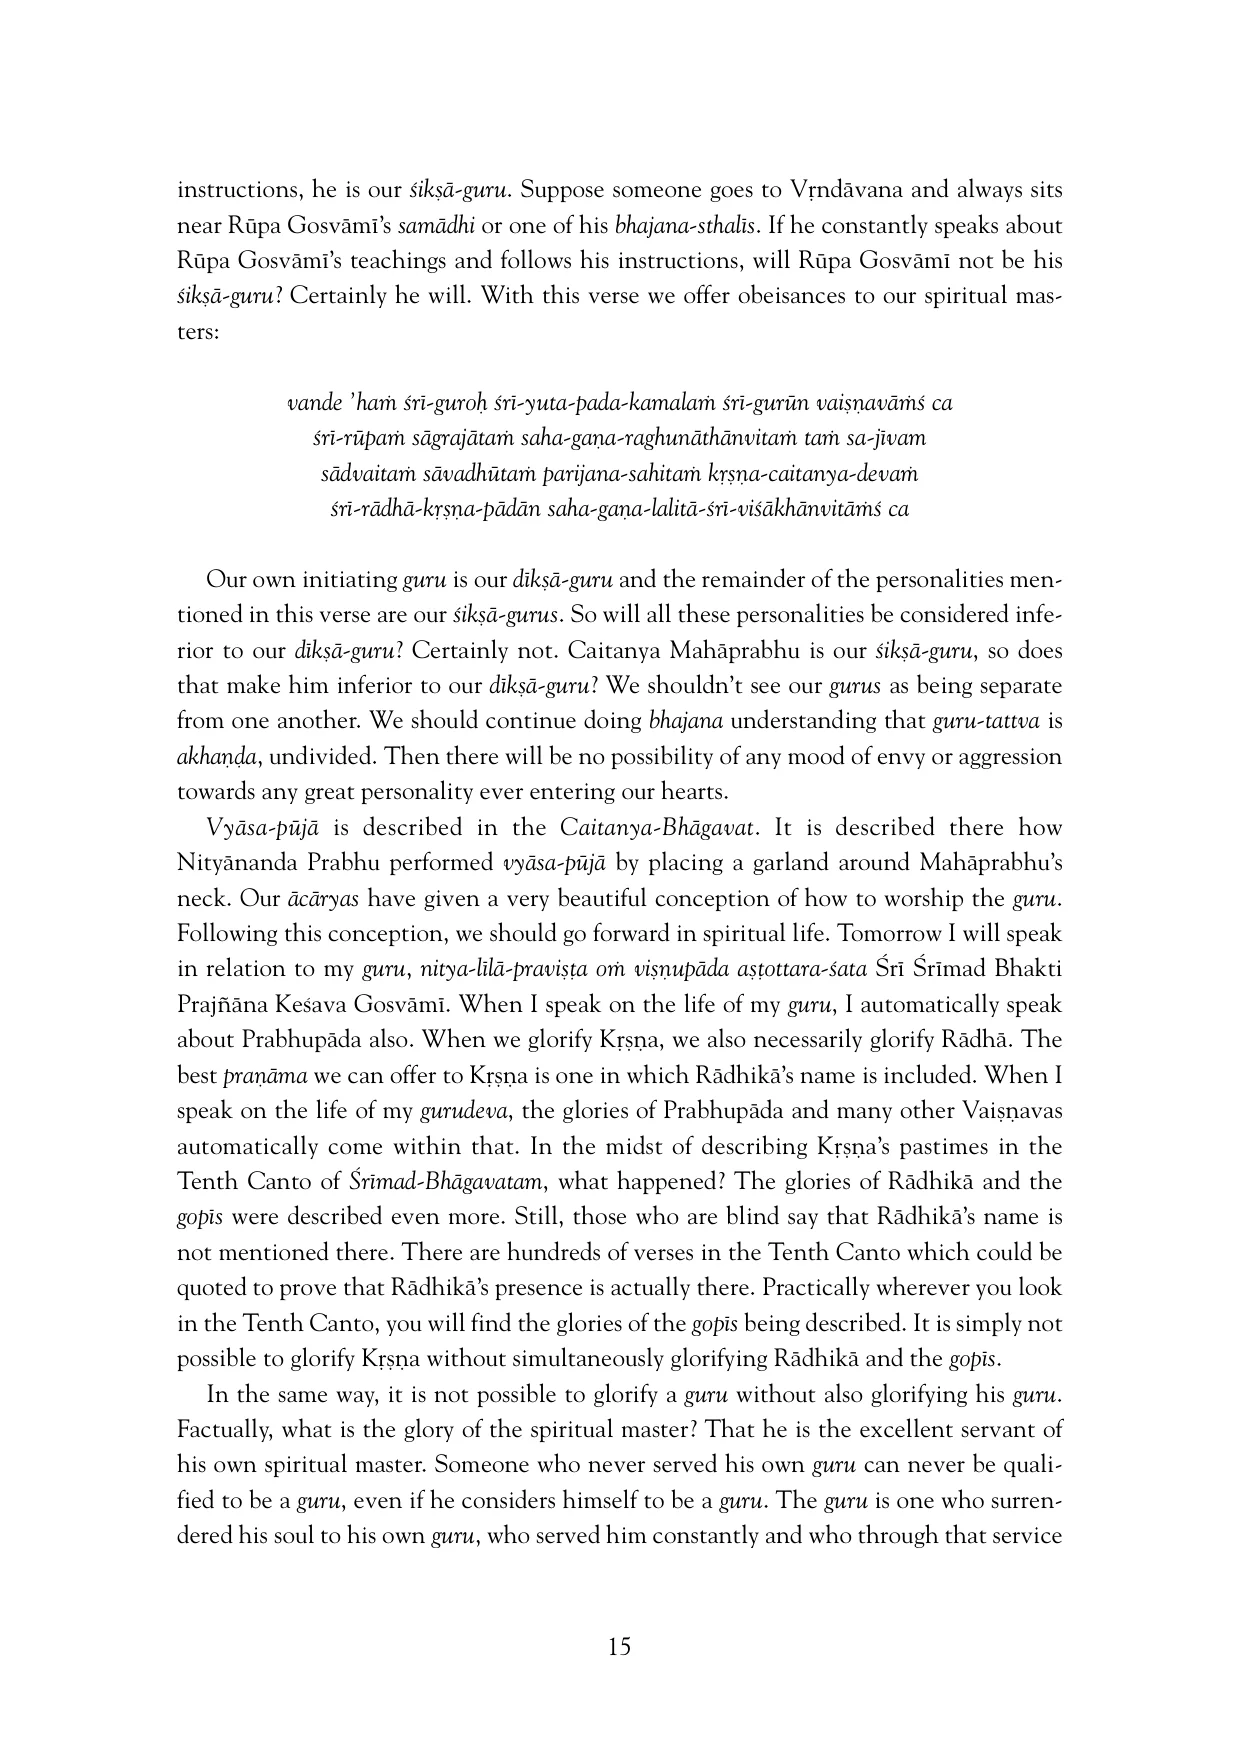 instructions, he is our śikṣā-guru. Suppose someone goes to Vṛndāvana and always sits
near Rūpa Gosvāmī’s samādhi or one of his bhajana-sthalīs. If he constantly speaks about
Rūpa Gosvāmī’s teachings and follows his instructions, will Rūpa Gosvāmī not be his
śikṣā-guru? Certainly he will. With this verse we offer obeisances to our spiritual mas-
ters:
vande ’haṁ śrī-guroḥ śrī-yuta-pada-kamalaṁ śrī-gurūn vaiṣṇavāṁś ca
śrī-rūpaṁ sāgrajātaṁ saha-gaṇa-raghunāthānvitaṁ taṁ sa-jīvam
sādvaitaṁ sāvadhūtaṁ parijana-sahitaṁ kṛṣṇa-caitanya-devaṁ
śrī-rādhā-kṛṣṇa-pādān saha-gaṇa-lalitā-śrī-viśākhānvitāṁś ca
Our own initiating guru is our dīkṣā-guru and the remainder of the personalities men-
tioned in this verse are our śikṣā-gurus. So will all these personalities be considered infe-
rior to our dīkṣā-guru? Certainly not. Caitanya Mahāprabhu is our śikṣā-guru, so does
that make him inferior to our dīkṣā-guru? We shouldn’t see our gurus as being separate
from one another. We should continue doing bhajana understanding that guru-tattva is
akhaṇḍa, undivided. Then there will be no possibility of any mood of envy or aggression
towards any great personality ever entering our hearts.
Vyāsa-pūjā is described in the Caitanya-Bhāgavat. It is described there how
Nityānanda Prabhu performed vyāsa-pūjā by placing a garland around Mahāprabhu’s
neck. Our ācāryas have given a very beautiful conception of how to worship the guru.
Following this conception, we should go forward in spiritual life. Tomorrow I will speak
in relation to my guru, nitya-līlā-praviṣṭa oṁ viṣṇupāda aṣṭottara-śata Śrī Śrīmad Bhakti
Prajñāna Keśava Gosvāmī. When I speak on the life of my guru, I automatically speak
about Prabhupāda also. When we glorify Kṛṣṇa, we also necessarily glorify Rādhā. The
best praṇāma we can offer to Kṛṣṇa is one in which Rādhikā’s name is included. When I
speak on the life of my gurudeva, the glories of Prabhupāda and many other Vaiṣṇavas
automatically come within that. In the midst of describing Kṛṣṇa’s pastimes in the
Tenth Canto of Śrīmad-Bhāgavatam, what happened? The glories of Rādhikā and the
gopīs were described even more. Still, those who are blind say that Rādhikā’s name is
not mentioned there. There are hundreds of verses in the Tenth Canto which could be
quoted to prove that Rādhikā’s presence is actually there. Practically wherever you look
in the Tenth Canto, you will find the glories of the gopīs being described. It is simply not
possible to glorify Kṛṣṇa without simultaneously glorifying Rādhikā and the gopīs.
In the same way, it is not possible to glorify a guru without also glorifying his guru.
Factually, what is the glory of the spiritual master? That he is the excellent servant of
his own spiritual master. Someone who never served his own guru can never be quali-
fied to be a guru, even if he considers himself to be a guru. The guru is one who surren-
dered his soul to his own guru, who served him constantly and who through that service
15